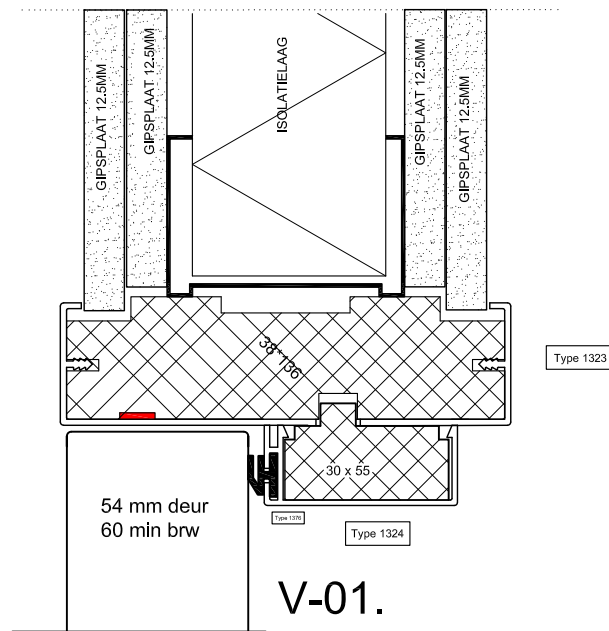 GIPSPLAAT 12.5MM
GIPSPLAAT 12.5MM
ISOLATIELAAG
GIPSPLAAT 12.5MM
GIPSPLAAT 12.5MM
38*136
Type 1323
30 x 55
54 mm deur
60 min brw
Type 1376
Type 1324
V-01.